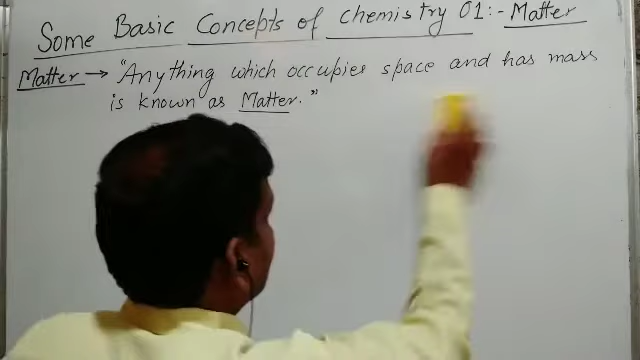 Some Basic Concepts of chemistry 01:- Matter
Matter → "Anything which occupies space and has mass
is known as Matter."